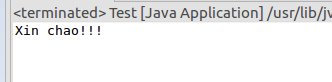 <terminated> Test [Java Application] /usr/lib/jv
Xin chao!!!